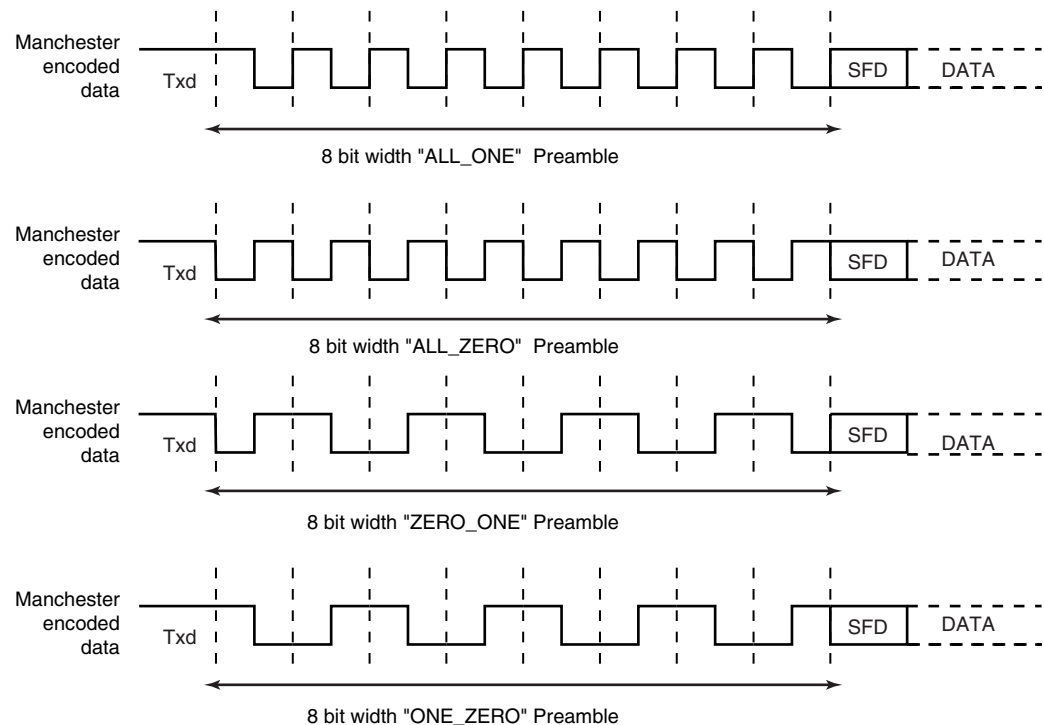 Manchester
encoded
data
Txd
SFD
DATA
8 bit width "ALL_ONE" Preamble
Manchester
encoded
data
Txd
SFD
DATA
8 bit width "ALL_ZERO" Preamble
Manchester
encoded
data
Txd
SFD
DATA
8 bit width "ZERO_ONE" Preamble
Manchester
encoded
data
Txd
SFD
DATA
8 bit width "ONE_ZERO" Preamble